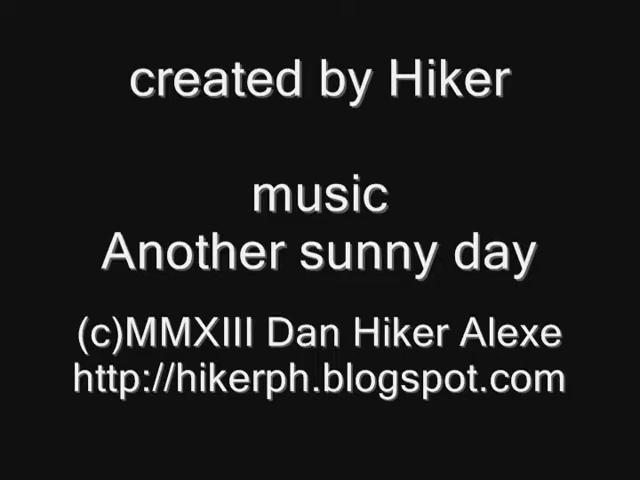 created by Hiker
music
Another sunny day
(c)MMXIII Dan Hiker Alexe
http://hikerph.blogspot.com